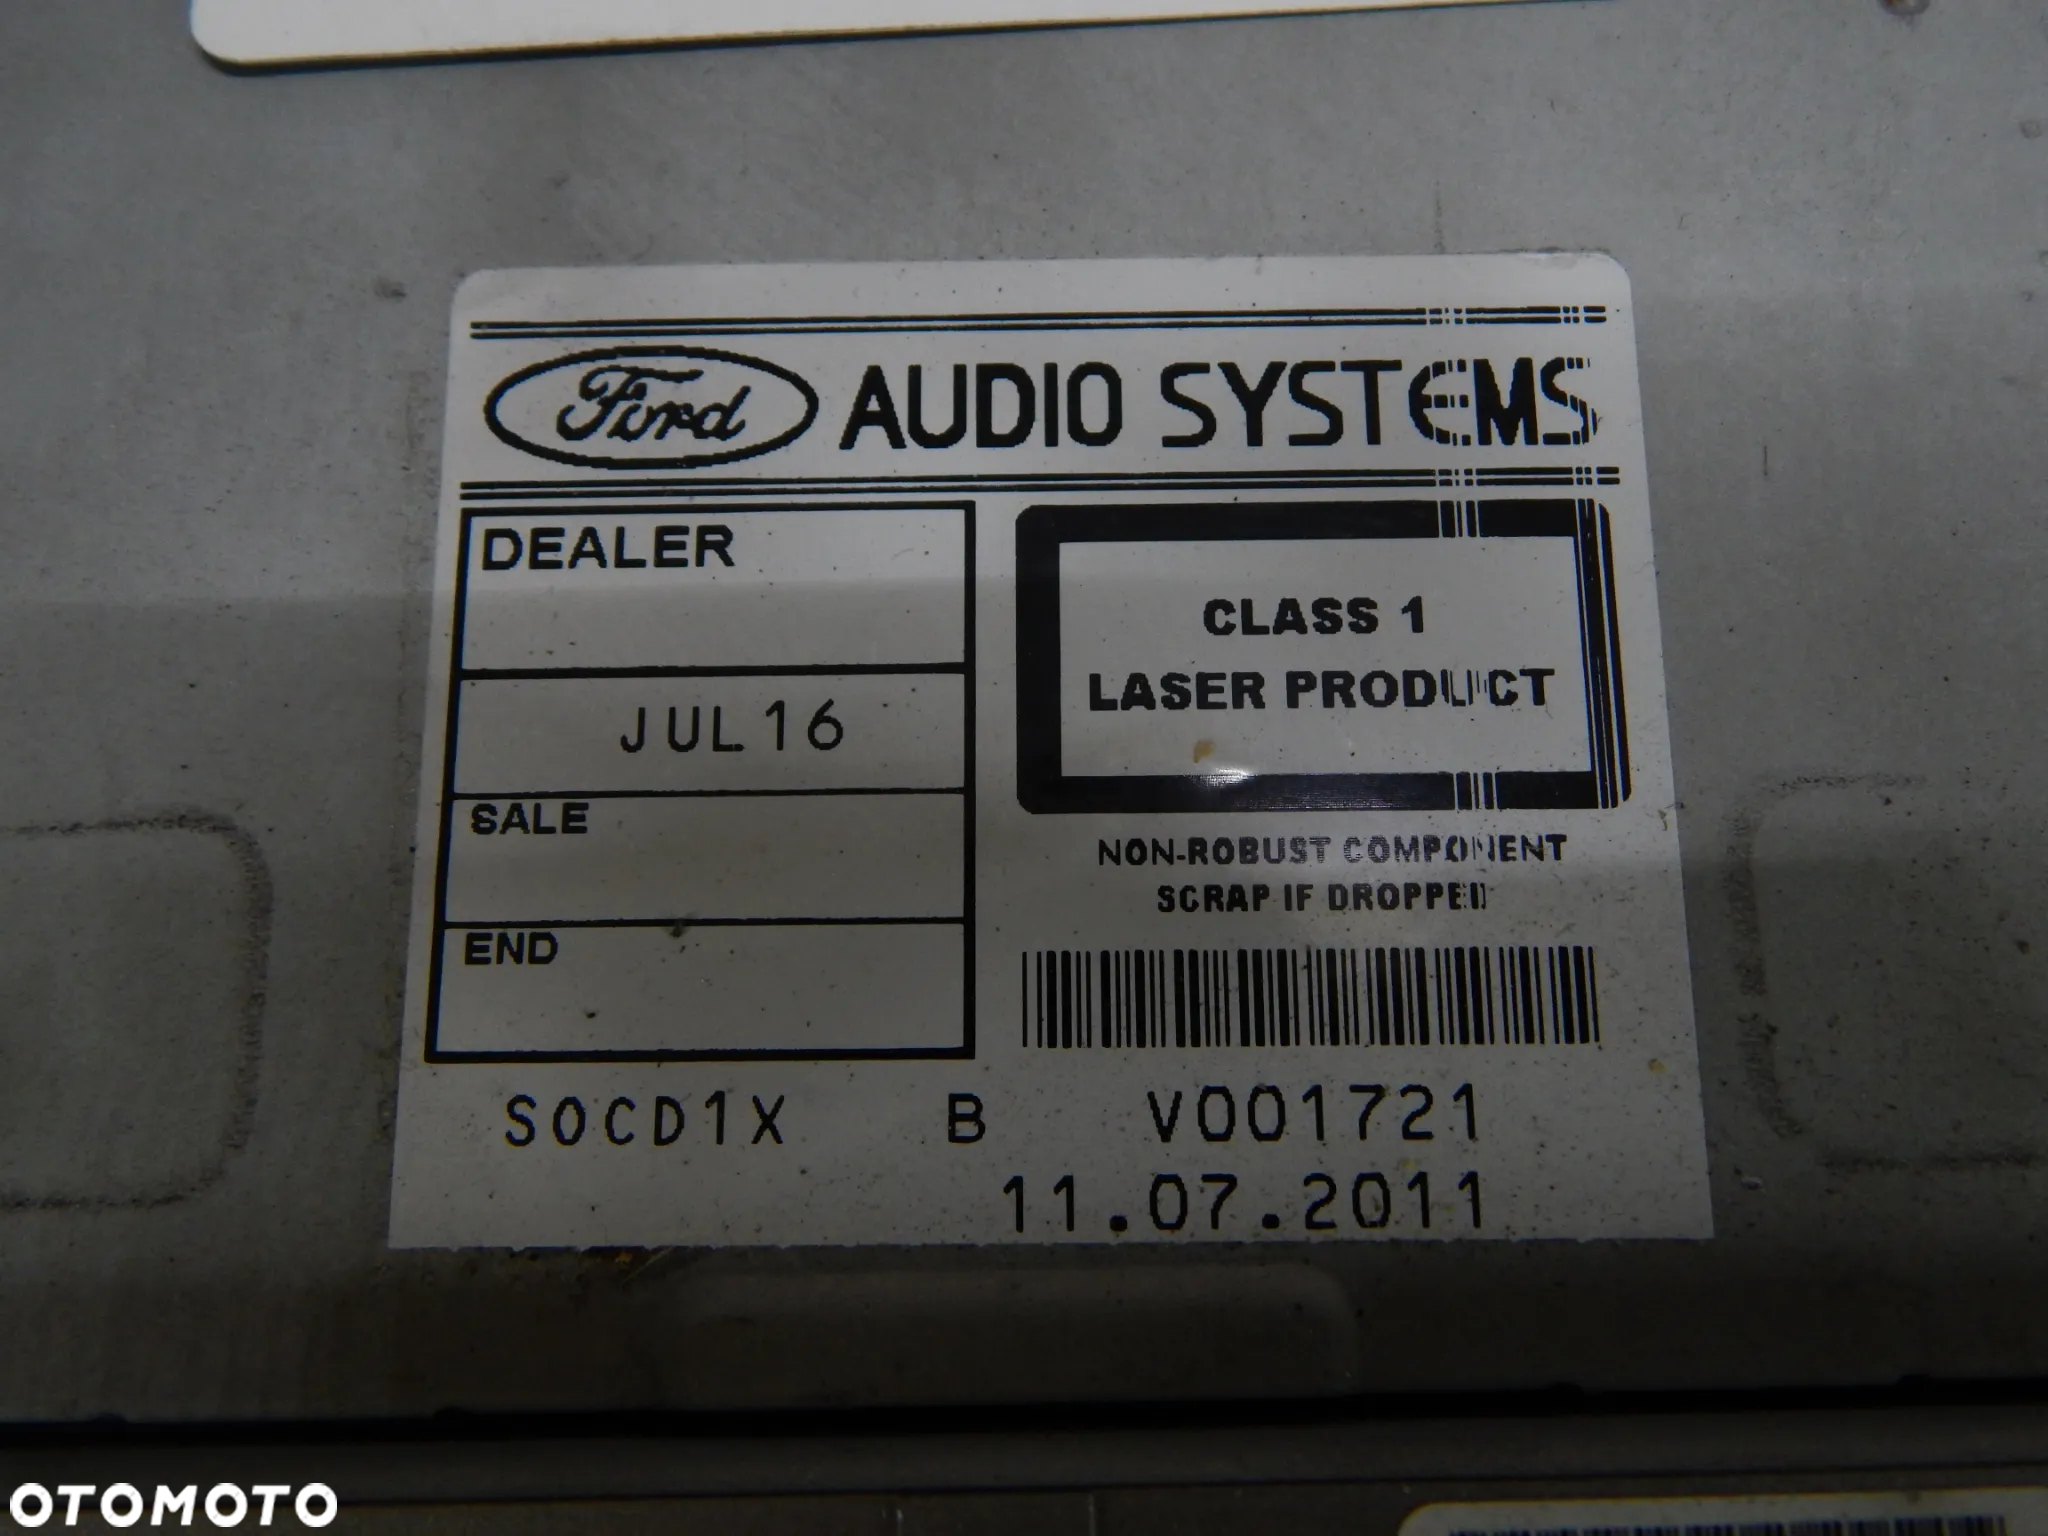 Ford AUDIO SYSTEMS
DEALER
JUL16
SALE
END
CLASS 1
LASER PRODUCT
NON-ROBUST COMPONENT
SCRAP IF DROPPED
SOCD1X B V001721
11.07.2011
OTOMOTO